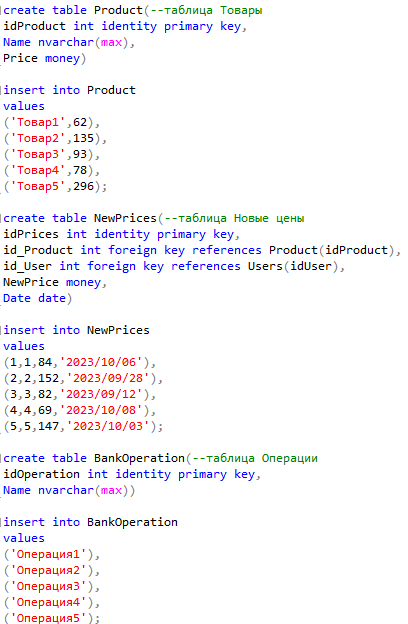 create table Product(--таблица Товары
idProduct int identity primary key,
Name nvarchar(max),
Price money)
insert into Product
values
('Товар1',62),
('Товар2',135),
('Товар3',93),
('Товар4',78),
('Товар5',296);
create table NewPrices(--таблица Новые цены
idPrices int identity primary key,
id_Product int foreign key references Product(idProduct),
id_User int foreign key references Users(idUser),
NewPrice money,
Date date)
insert into NewPrices
values
(1,1,84,'2023/10/06'),
(2,2,152,'2023/09/28'),
(3,3,82,'2023/09/12'),
(4,4,69,'2023/10/08'),
(5,5,147,'2023/10/03');
create table BankOperation(--таблица Операции
idOperation int identity primary key,
Name nvarchar(max))
insert into BankOperation
values
('Операция1'),
('Операция2'),
('Операция3'),
('Операция4'),
('Операция5');